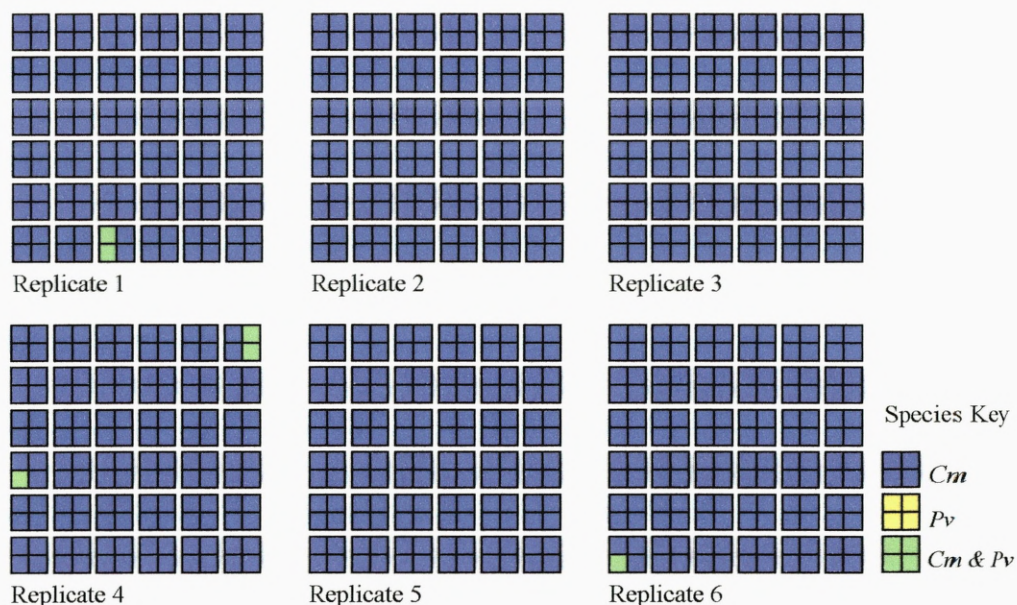 Replicate 1
Replicate 2
Replicate 3
Replicate 4
Replicate 5
Replicate 6
Species Key
Cm
Pv
Cm & Pv